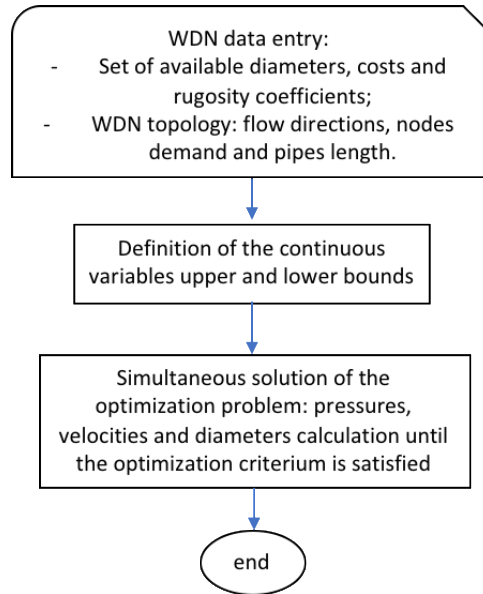 WDN data entry:
- Set of available diameters, costs and
rugosity coefficients;
- WDN topology: flow directions, nodes
demand and pipes length.
Definition of the continuous
variables upper and lower bounds
Simultaneous solution of the
optimization problem: pressures,
velocities and diameters calculation until
the optimization criterium is satisfied
end